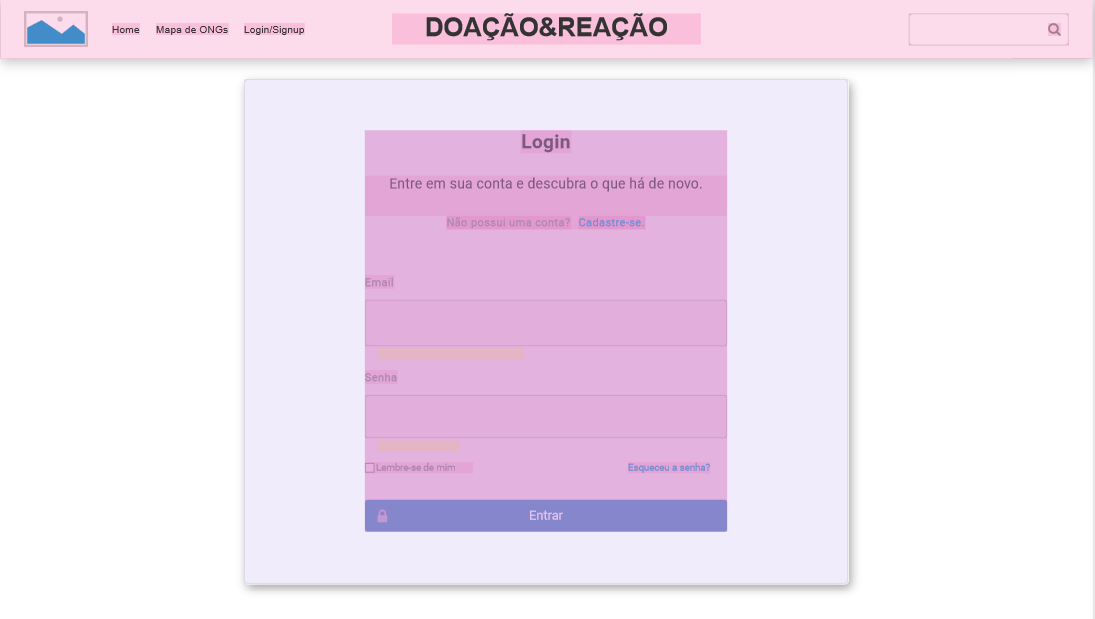 Home Mapa de ONGs Login/Signup
DOAÇÃO&REAÇÃO
Login
Entre em sua conta e descubra o que há de novo.
Não possui uma conta? Cadastre-se.
Email
Senha
Lembre-se de mim Esqueceu a senha?
Entrar